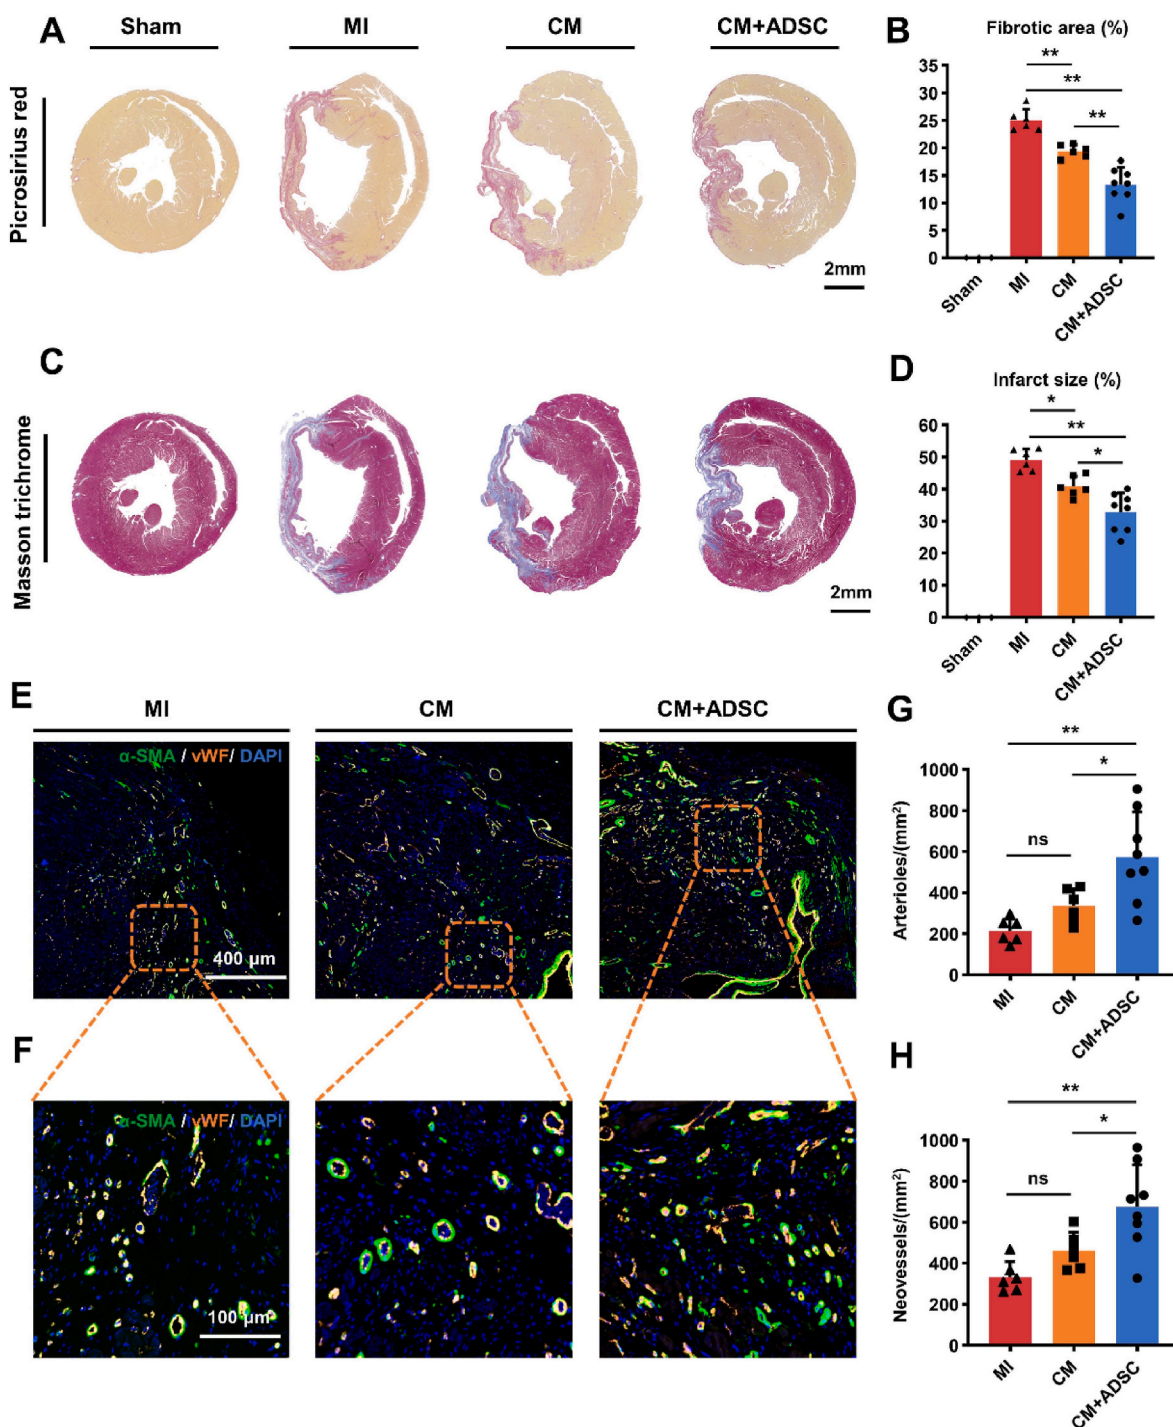 A
Sham
MI
CM
CM+ADSC
Picrosirius red
2mm
B
Fibrotic area (%)
**
**
**
35
30
25
20
15
10
5
0
Sham
MI
CM
CM+ADSC
C
Masson trichrome
2mm
D
Infarct size (%)
*
**
*
60
50
40
30
20
10
0
Sham
MI
CM
CM+ADSC
E
MI
CM
CM+ADSC
α-SMA / vWF/ DAPI
400 μm
F
α-SMA / vWF/ DAPI
100 μm
G
**
*
ns
Arterioles/(mm²)
1000
800
600
400
200
0
MI
CM
CM+ADSC
H
**
*
ns
Neovessels/(mm²)
1000
800
600
400
200
0
MI
CM
CM+ADSC